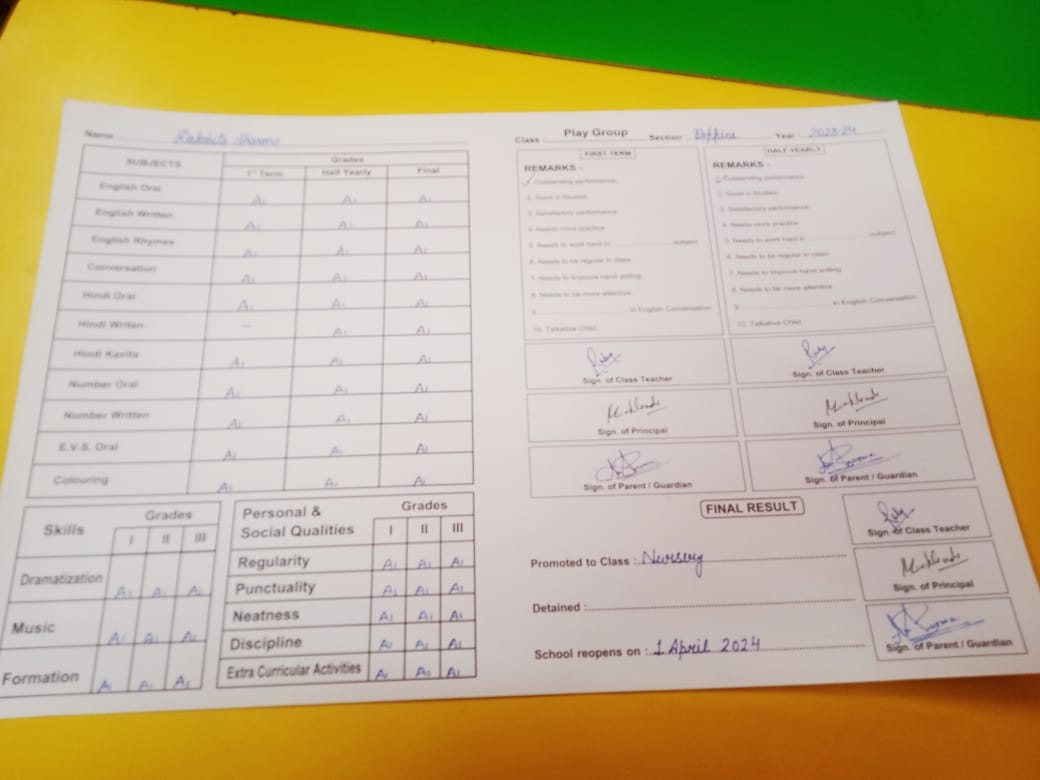 Name : Rakshita Sharma
SUBJECTS Grades
1st Term Half Yearly Final
English Oral A1 A1 A1
English Written A1 A1 A1
English Rhymes A1 A1 A1
Conversation A1 A1 A1
Hindi Oral A1 A1 A1
Hindi Written – A1 A1
Hindi Kavita A1 A1 A1
Number Oral A1 A1 A1
Number Written A1 A1 A1
E.V.S. Oral A1 A1 A1
Colouring A1 A1 A1
Skills Grades
I II III
Dramatization A1 A1 A1
Music A1 A1 A1
Formation A1 A1 A1
Personal & Social Qualities Grades
I II III
Regularity A1 A1 A1
Punctuality A1 A1 A1
Neatness A1 A1 A1
Discipline A1 A1 A1
Extra Curricular Activities A1 A1 A1
Class : Play Group Section : Year : 2023-24
FIRST TERM
REMARKS -
1. Outstanding performance.
2. Good in Studies.
3. Satisfactory performance.
4. Needs more practice.
5. Needs to work hard in subject.
6. Needs to be regular in class.
7. Needs to improve hand writing.
8. Needs to be more attentive.
9. in English Conversation
10. Talkative Child.
Sign. of Class Teacher
Sign. of Principal
Sign. of Parent / Guardian
HALF YEARLY
REMARKS -
1. Outstanding performance.
2. Good in Studies.
3. Satisfactory performance.
4. Needs more practice.
5. Needs to work hard in subject.
6. Needs to be regular in class.
7. Needs to improve hand writing.
8. Needs to be more attentive.
9. in English Conversation.
10. Talkative Child.
Sign. of Class Teacher
Sign. of Principal
Sign. of Parent / Guardian
FINAL RESULT
Promoted to Class : Nursery
Detained :
School reopens on : 1 April 2024
Sign. of Class Teacher
Sign. of Principal
Sign. of Parent / Guardian